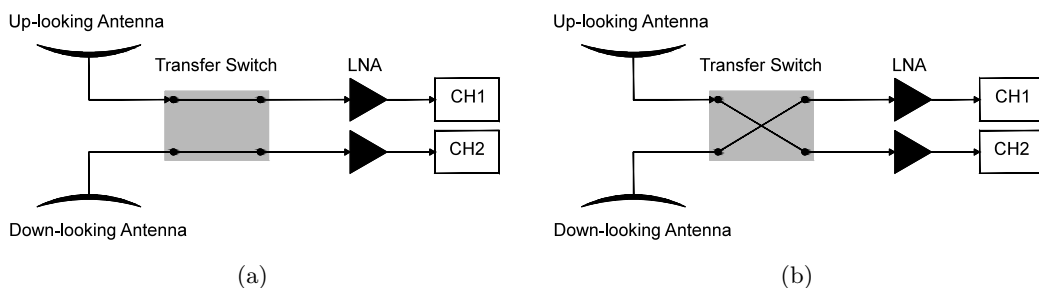 Up-looking Antenna
Transfer Switch
LNA
CH1
CH2
Down-looking Antenna
(a)
Up-looking Antenna
Transfer Switch
LNA
CH1
CH2
Down-looking Antenna
(b)